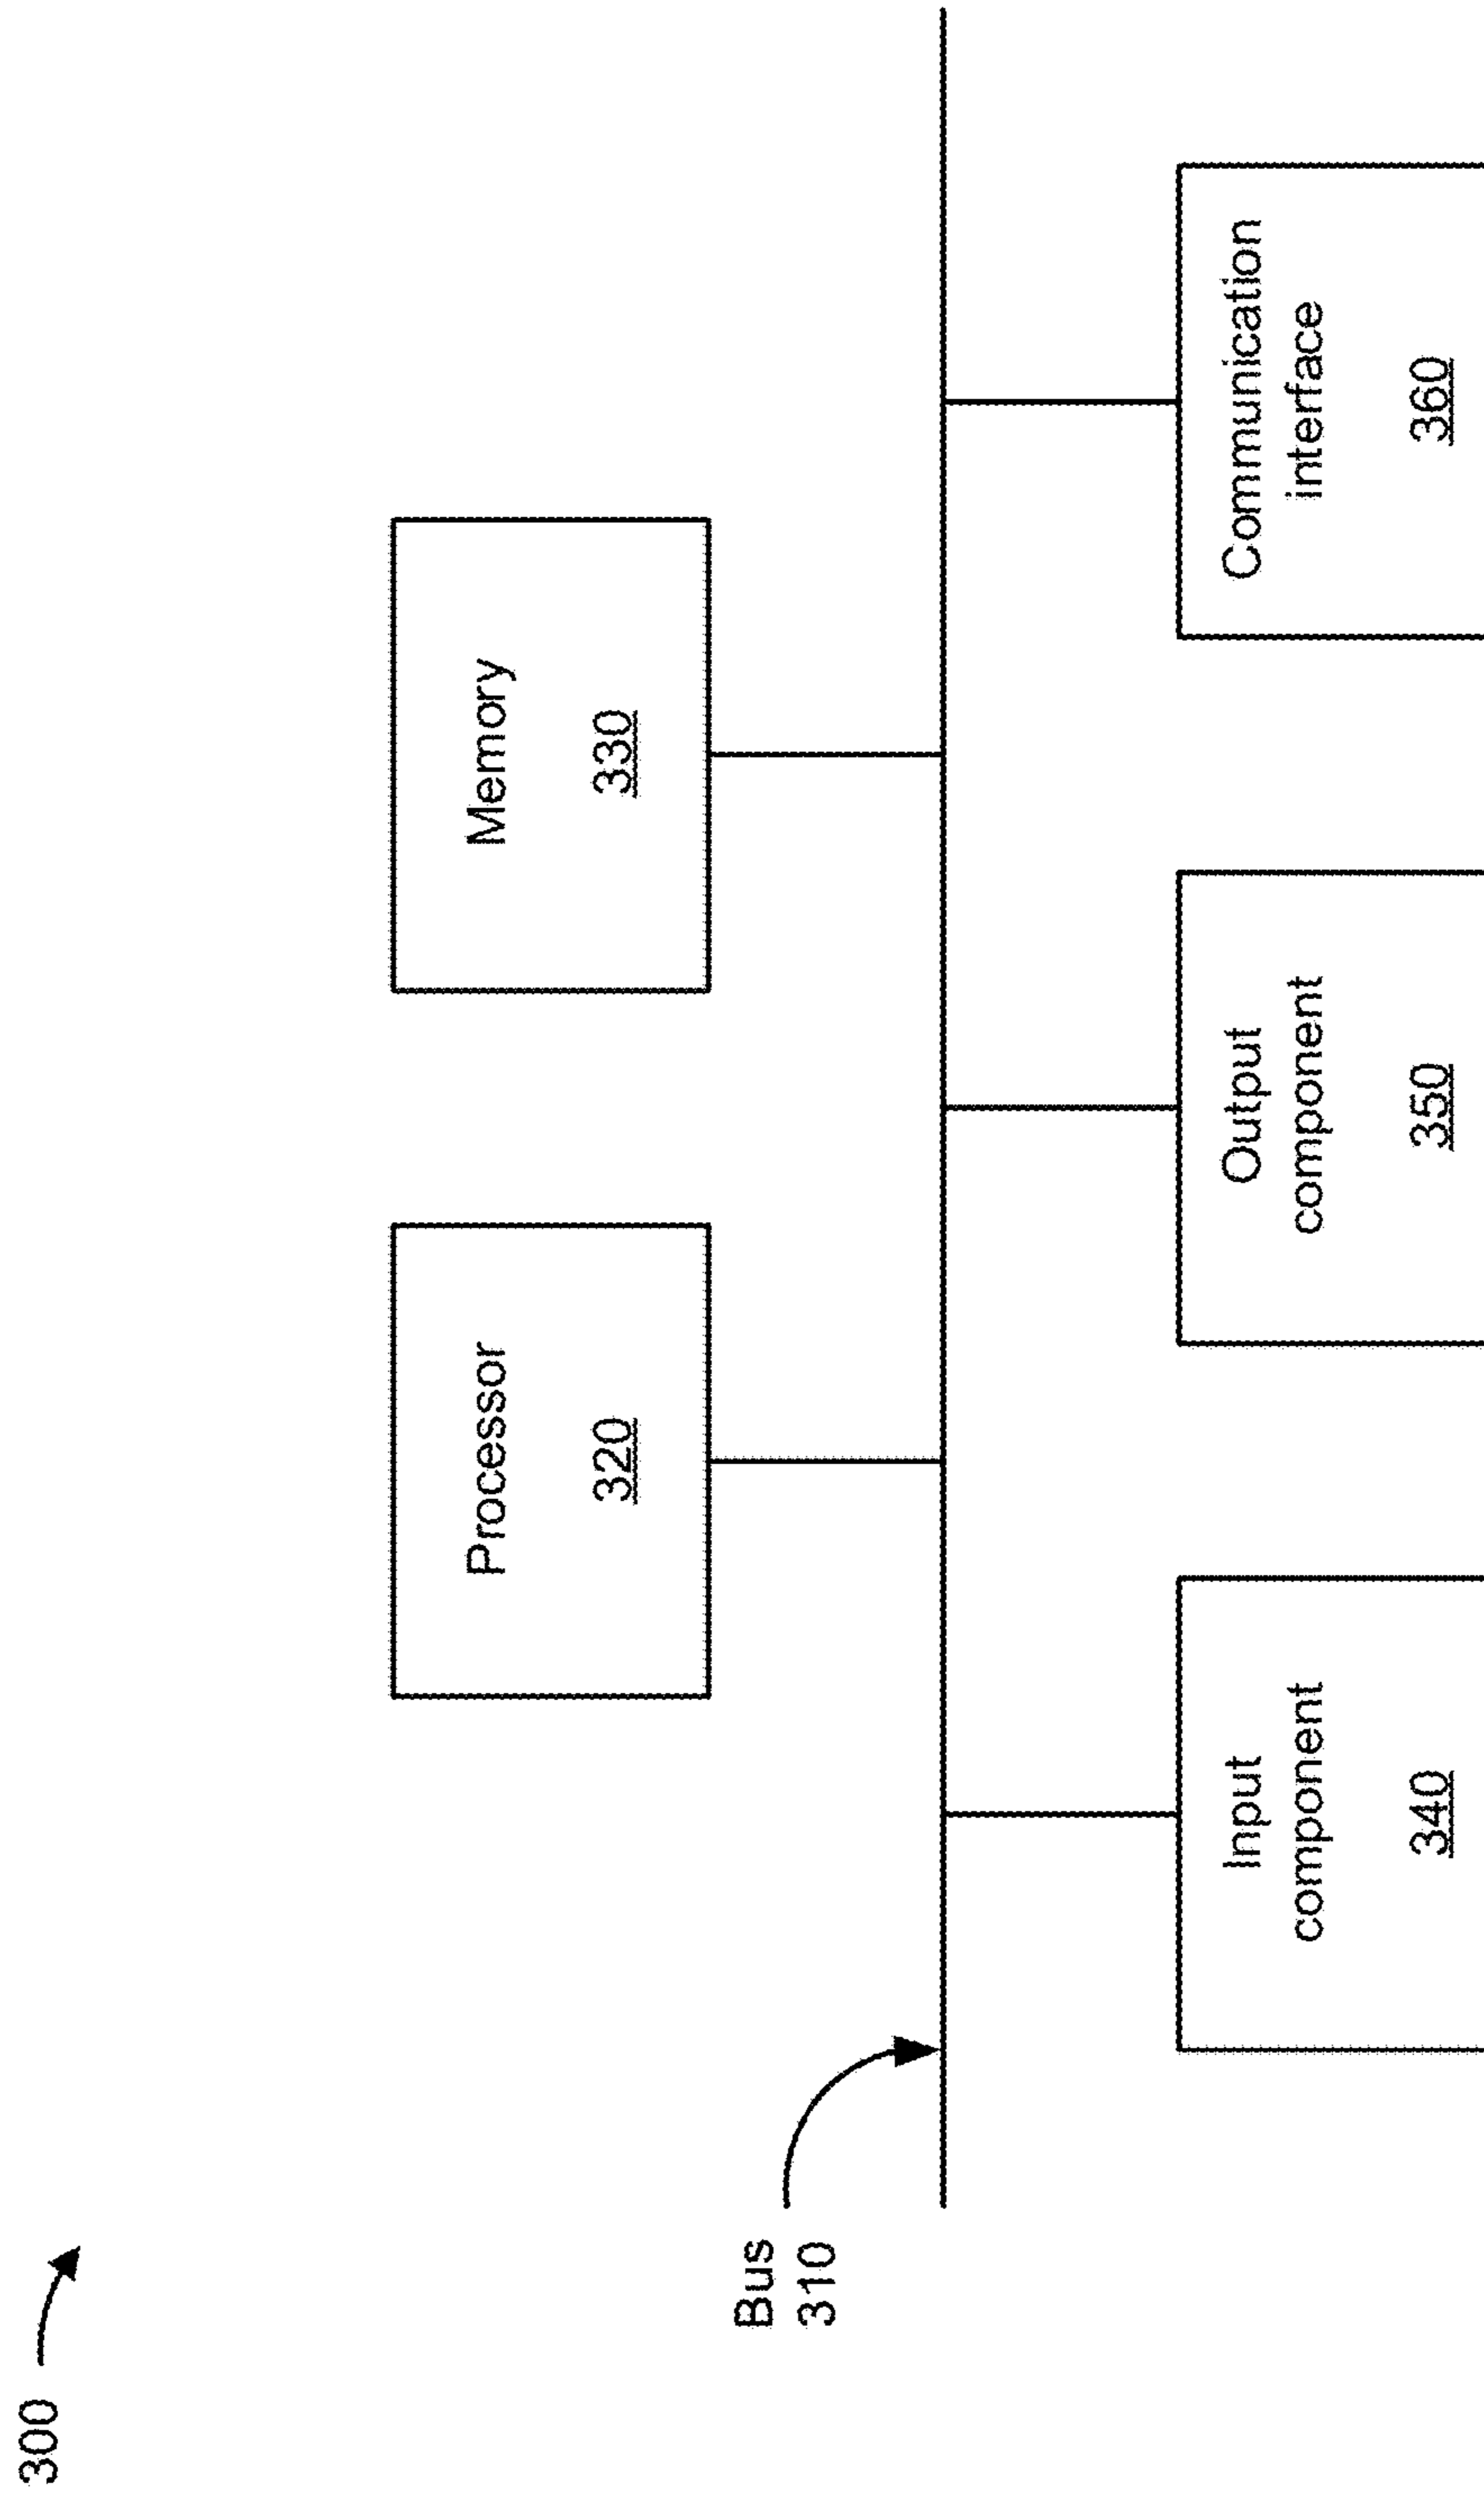 300
Processor
320
Memory
330
Bus
310
Input
component
340
Output
component
350
Communication
interface
360